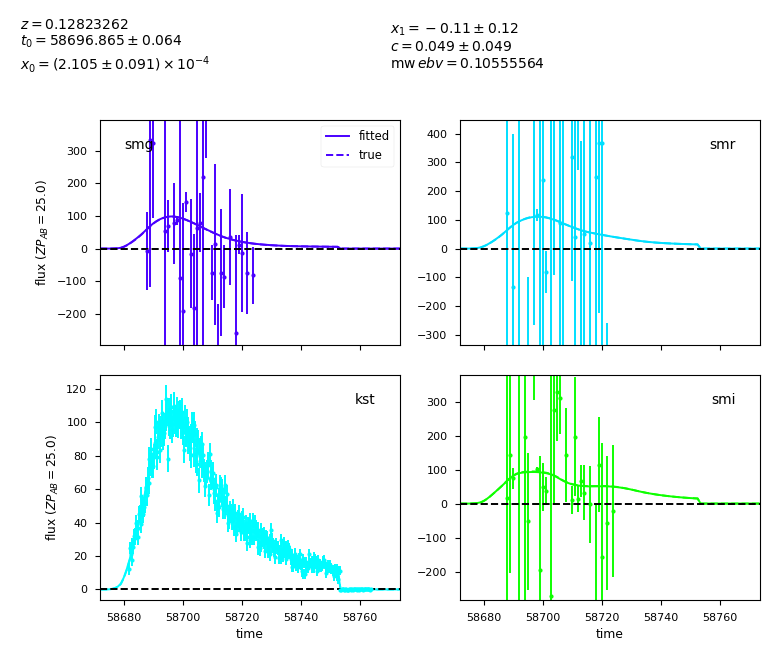 z = 0.12823262
t₀ = 58696.865 ± 0.064
x₀ = (2.105 ± 0.091) × 10⁻⁴
x₁ = −0.11 ± 0.12
c = 0.049 ± 0.049
mw ebv = 0.10555564
smg
fitted
true
300
200
100
0
−100
−200
flux (ZP_AB = 25.0)
smr
400
300
200
100
0
−100
−200
−300
kst
120
100
80
60
40
20
0
flux (ZP_AB = 25.0)
58680 58700 58720 58740 58760
time
smi
300
200
100
0
−100
−200
58680 58700 58720 58740 58760
time